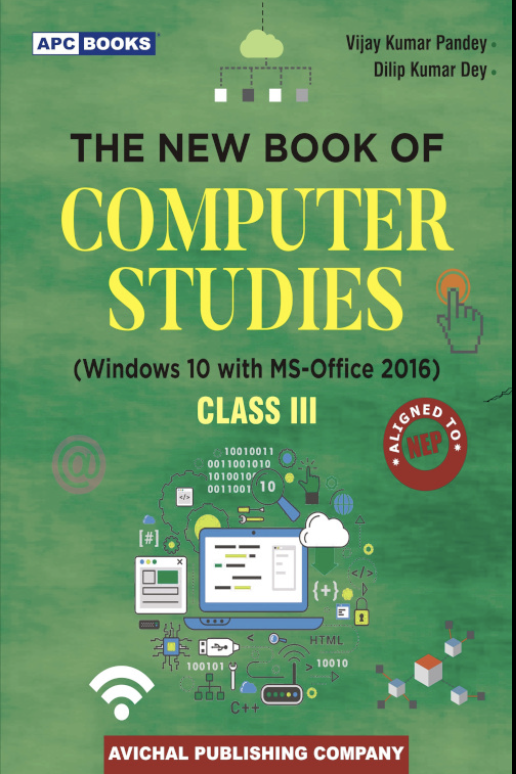 APC BOOKS
Vijay Kumar Pandey
Dilip Kumar Dey
THE NEW BOOK OF
COMPUTER
STUDIES
(Windows 10 with MS-Office 2016)
CLASS III
ALIGNED TO
NEP
@
10010011
0011001010
1010010
0011001
10
</>
[#]
</>
{+}
HTML
100101
10010
C++
AVICHAL PUBLISHING COMPANY